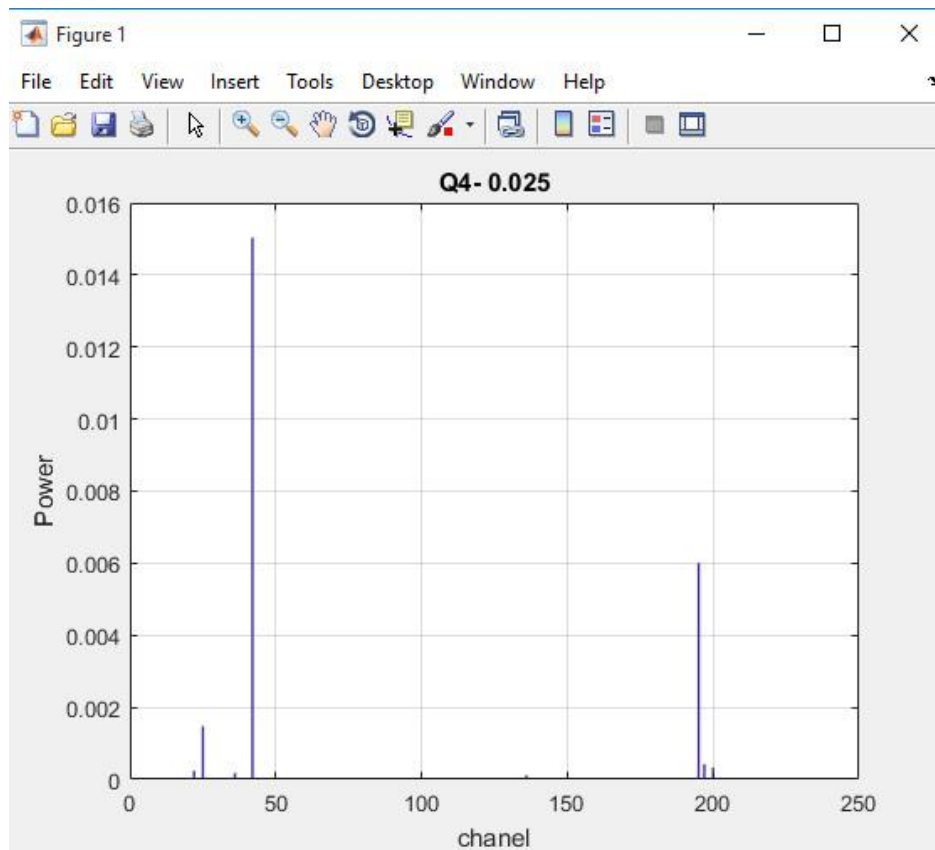 Figure 1
File Edit View Insert Tools Desktop Window Help
Q4- 0.025
0.016
0.014
0.012
0.01
0.008
0.006
0.004
0.002
0
Power
0 50 100 150 200 250
chanel